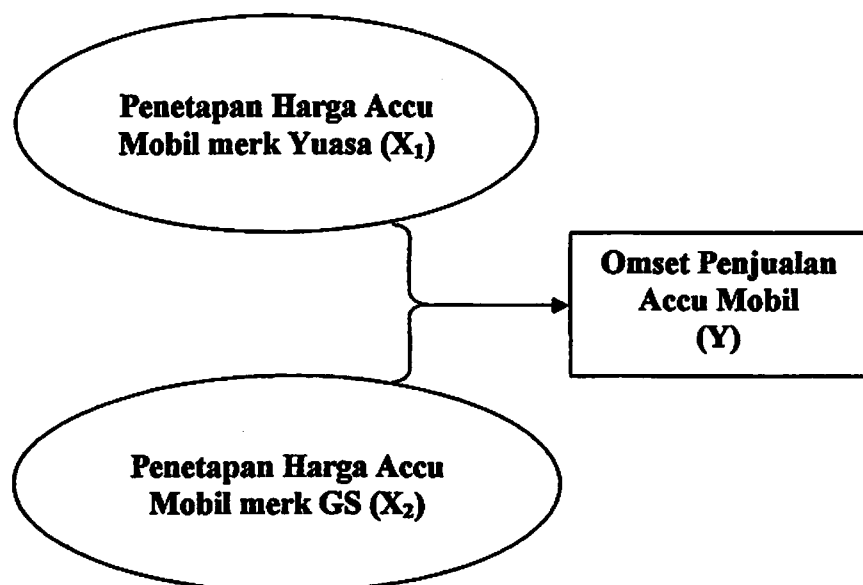 Penetapan Harga Accu
Mobil merk Yuasa (X₁)
Omset Penjualan
Accu Mobil
(Y)
Penetapan Harga Accu
Mobil merk GS (X₂)